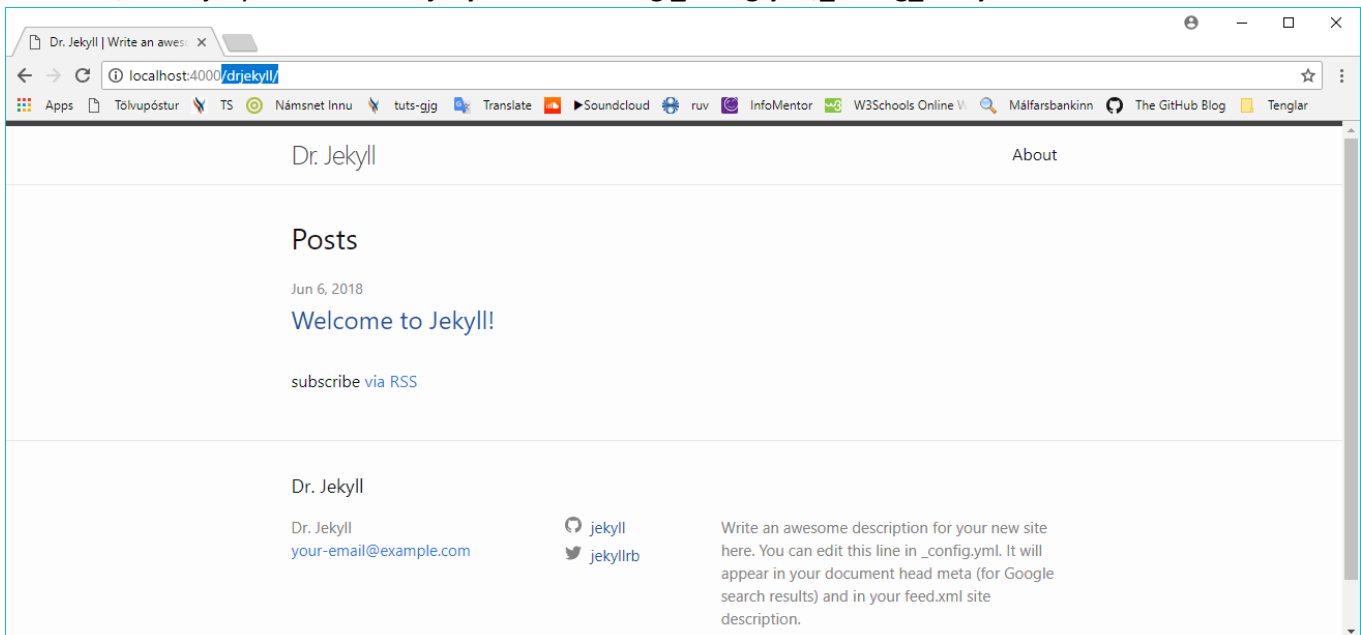 Dr. Jekyll | Write an awes
localhost:4000/drjekyll/
Apps Tölvupóstur TS Námsnet Innu tuts-gjg Translate ►Soundcloud ruv InfoMentor W3Schools Online Málfarsbankinn The GitHub Blog Tenglar
Dr. Jekyll About
Posts
Jun 6, 2018
Welcome to Jekyll!
subscribe via RSS
Dr. Jekyll
Dr. Jekyll
your-email@example.com
jekyll
jekyllrb
Write an awesome description for your new site
here. You can edit this line in _config.yml. It will
appear in your document head meta (for Google
search results) and in your feed.xml site
description.